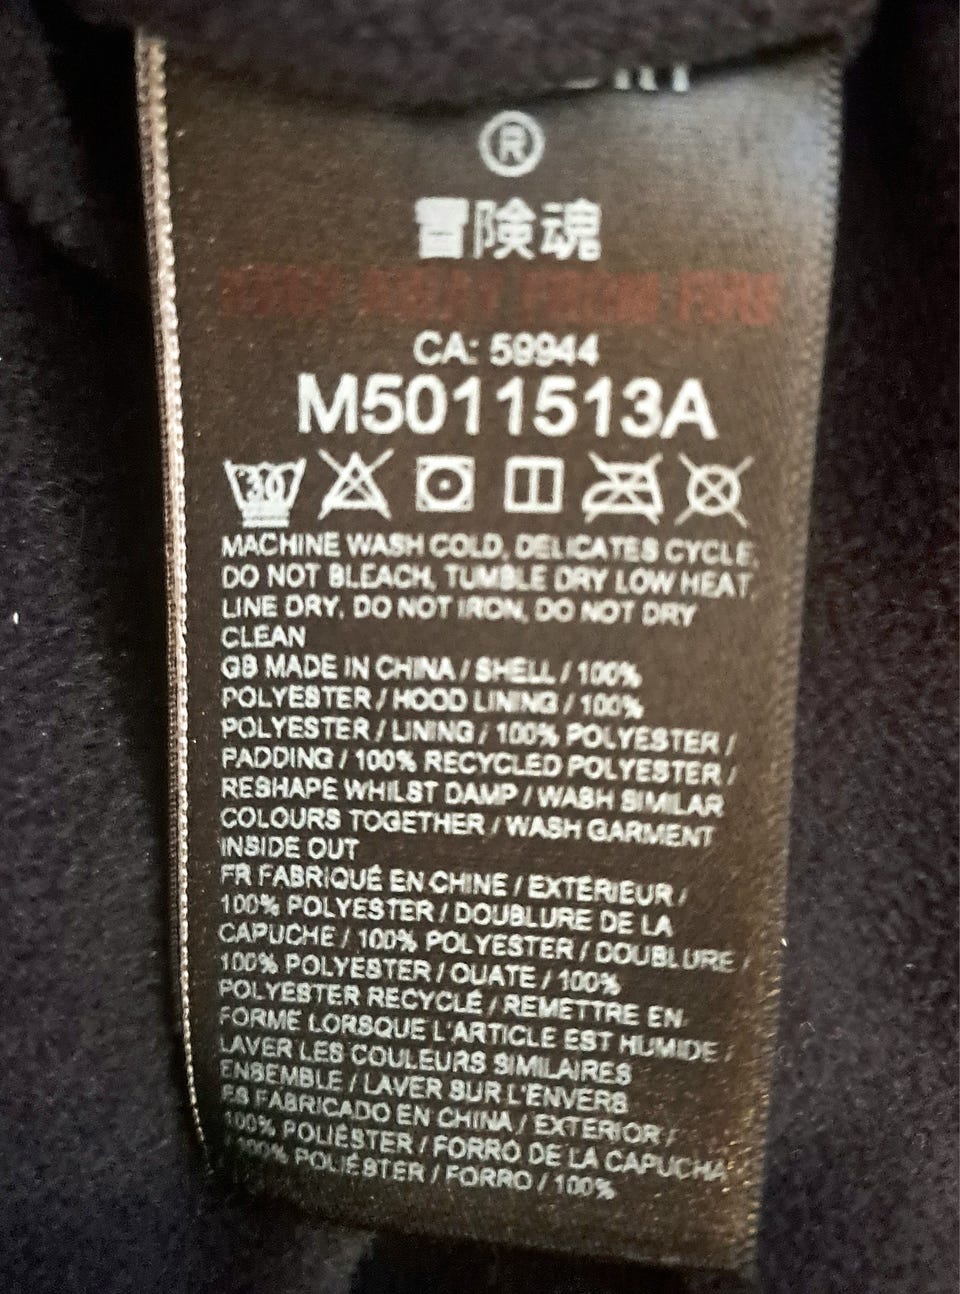 ®
冒険魂
KEEP AWAY FROM FIRE
CA: 59944
M5011513A
30
MACHINE WASH COLD, DELICATES CYCLE,
DO NOT BLEACH, TUMBLE DRY LOW HEAT,
LINE DRY, DO NOT IRON, DO NOT DRY
CLEAN
GB MADE IN CHINA / SHELL / 100%
POLYESTER / HOOD LINING / 100%
POLYESTER / LINING / 100% POLYESTER /
PADDING / 100% RECYCLED POLYESTER /
RESHAPE WHILST DAMP / WASH SIMILAR
COLOURS TOGETHER / WASH GARMENT
INSIDE OUT
FR FABRIQUÉ EN CHINE / EXTÉRIEUR /
100% POLYESTER / DOUBLURE DE LA
CAPUCHE / 100% POLYESTER / DOUBLURE /
100% POLYESTER / OUATE / 100%
POLYESTER RECYCLÉ / REMETTRE EN
FORME LORSQUE L'ARTICLE EST HUMIDE /
LAVER LES COULEURS SIMILAIRES
ENSEMBLE / LAVER SUR L'ENVERS
ES FABRICADO EN CHINA / EXTERIOR /
100% POLIÉSTER / FORRO DE LA CAPUCHA
/ 100% POLIÉSTER / FORRO / 100%